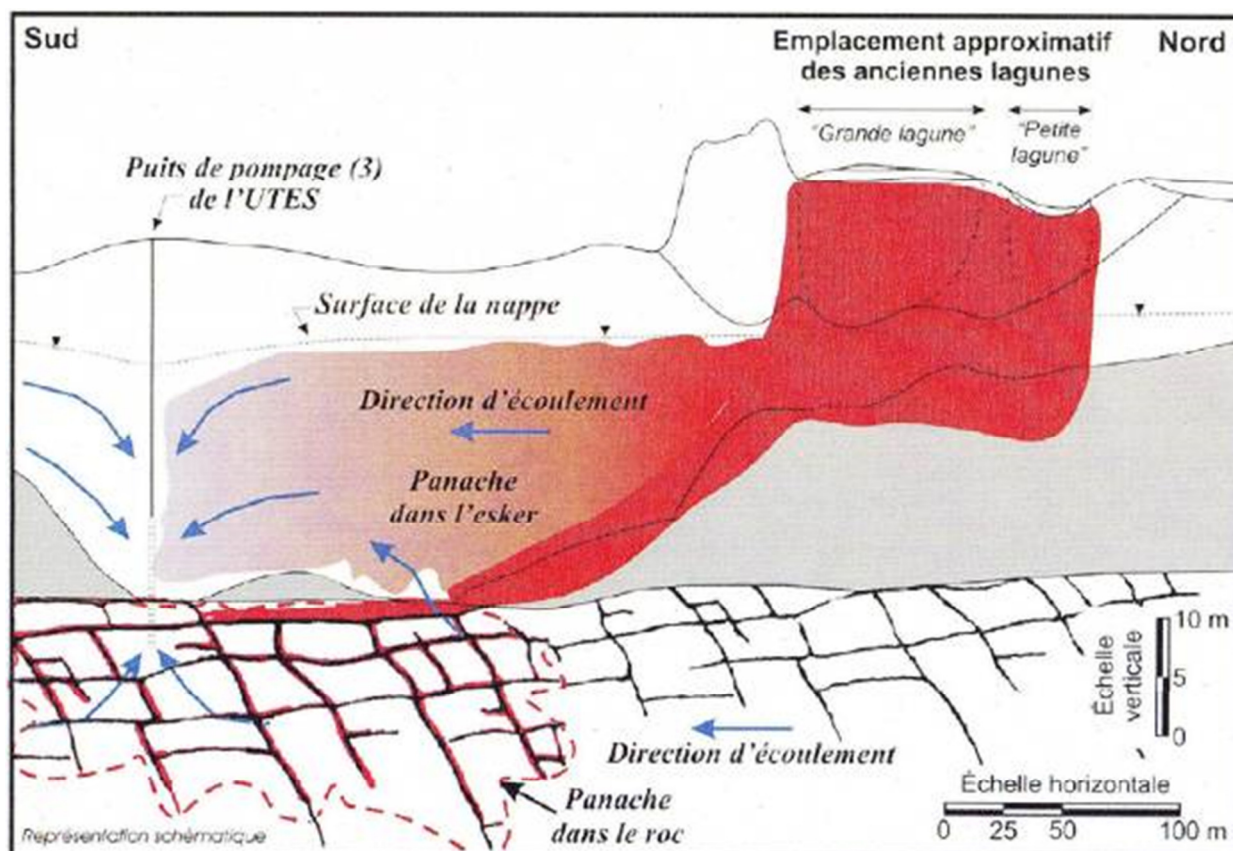 Sud
Emplacement approximatif
des anciennes lagunes
Nord
"Grande lagune"
"Petite
lagune"
Puits de pompage (3)
de l'UTES
Surface de la nappe
Direction d'écoulement
Panache
dans l'esker
10 m
5
0
Échelle
verticale
Direction d'écoulement
Échelle horizontale
0 25 50 100 m
Panache
dans le roc
Représentation schématique